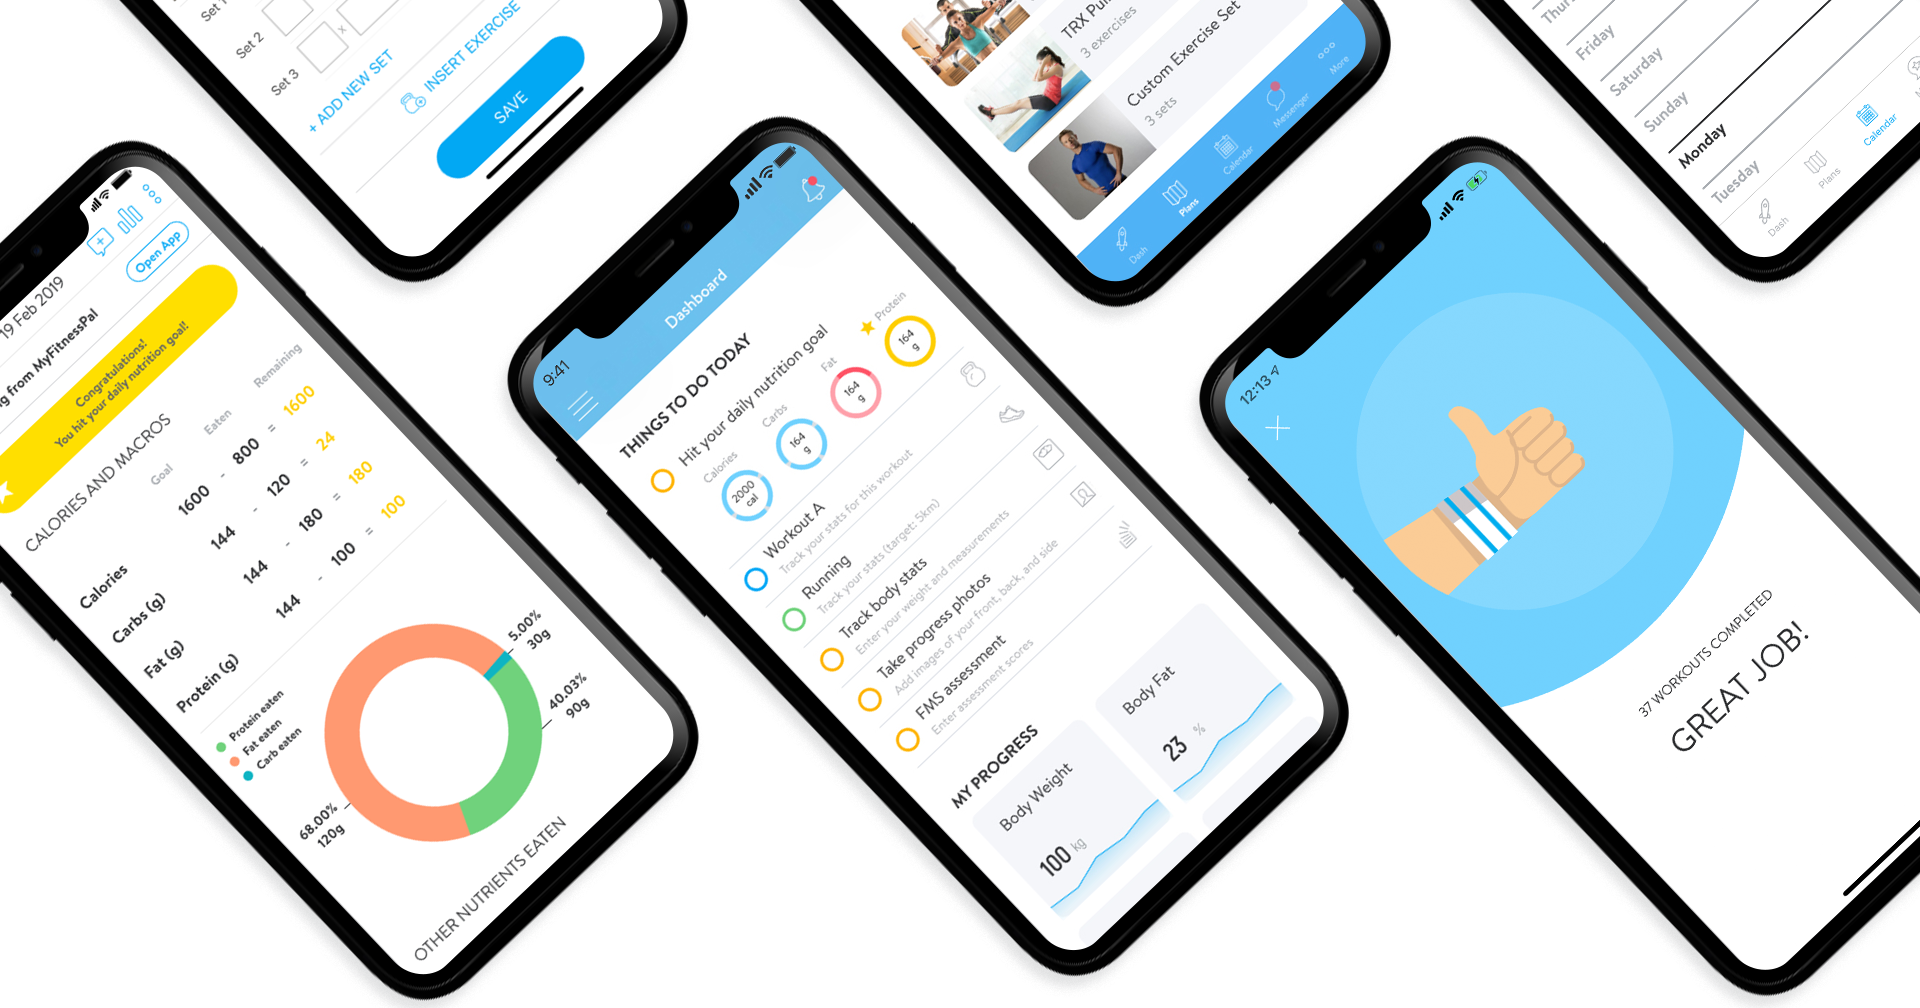 Set 1
Set 2
x
Set 3
+ ADD NEW SET
INSERT EXERCISE
SAVE
19 Feb 2019
Open App
from MyFitnessPal
Congratulations!
You hit your daily nutrition goal!
CALORIES AND MACROS
Goal
Eaten
Remaining
Calories
1600 - 800 = 1600
Carbs (g)
144 - 120 = 24
Fat (g)
144 - 180 = 180
Protein (g)
144 - 100 = 100
Protein eaten
Fat eaten
Carb eaten
5.00%
30g
40.03%
90g
68.00%
120g
OTHER NUTRIENTS EATEN
9:41
Dashboard
THINGS TO DO TODAY
Hit your daily nutrition goal
Calories
2000
cal
Carbs
164
g
Fat
164
g
Protein
164
g
Workout A
Track your stats for this workout
Running
Track your stats (target: 5km)
Track body stats
Enter your weight and measurements
Take progress photos
Add images of your front, back, and side
FMS assessment
Enter assessment scores
MY PROGRESS
Body Weight
100 kg
Body Fat
23 %
TRX
3 exercises
Custom Exercise Set
3 sets
Dash
Plans
Calendar
Messenger
More
12:13
37 WORKOUTS COMPLETED
GREAT JOB!
Friday
Saturday
Sunday
Monday
Tuesday
Dash
Plans
Calendar